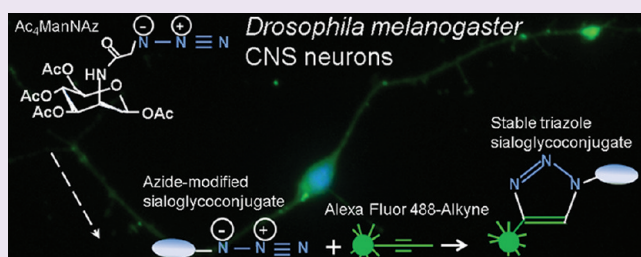 Ac₄ManNAz
Drosophila melanogaster
CNS neurons
N − N + N
O
HN
AcO
OAc
O
AcO
AcO
OAc
Stable triazole
sialoglycoconjugate
N N N
Azide-modified
sialoglycoconjugate
Alexa Fluor 488-Alkyne
N − N + N
+